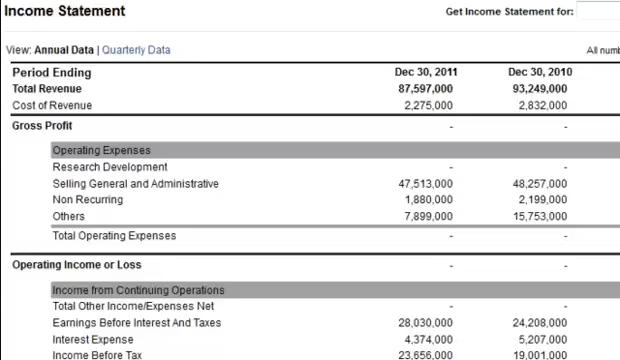 Income Statement Get Income Statement for:
View: Annual Data | Quarterly Data All numb
Period Ending Dec 30, 2011 Dec 30, 2010
Total Revenue 87,597,000 93,249,000
Cost of Revenue 2,275,000 2,832,000
Gross Profit - -
Operating Expenses
Research Development - -
Selling General and Administrative 47,513,000 48,257,000
Non Recurring 1,880,000 2,199,000
Others 7,899,000 15,753,000
Total Operating Expenses - -
Operating Income or Loss - -
Income from Continuing Operations
Total Other Income/Expenses Net - -
Earnings Before Interest And Taxes 28,030,000 24,208,000
Interest Expense 4,374,000 5,207,000
Income Before Tax 23,656,000 19,001,000